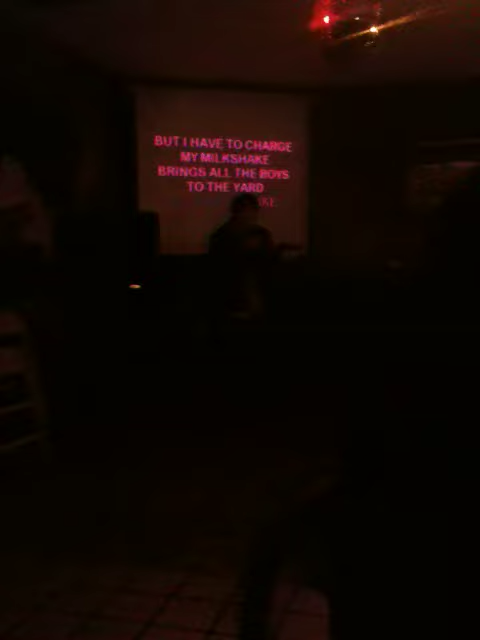 BUT I HAVE TO CHARGE
MY MILKSHAKE
BRINGS ALL THE BOYS
TO THE YARD